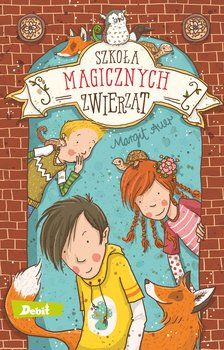 SZKOŁA
MAGICZNYCH
ZWIERZĄT
Margit Auer
Debit